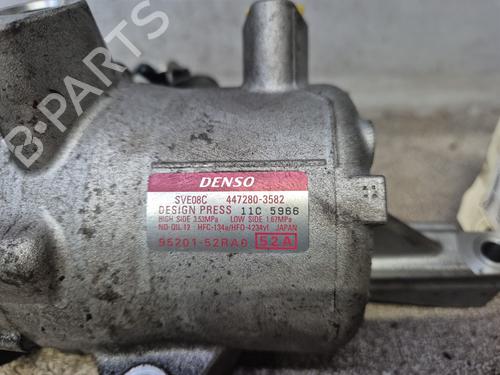 B-PARTS
DENSO
SVE08C 447280-3582
DESIGN PRESS 11C 5966
HIGH SIDE 3.53MPa LOW SIDE 1.67MPa
ND-OIL 12 HFC-134a/HFO-1234yf JAPAN
95201-52RA0 52A